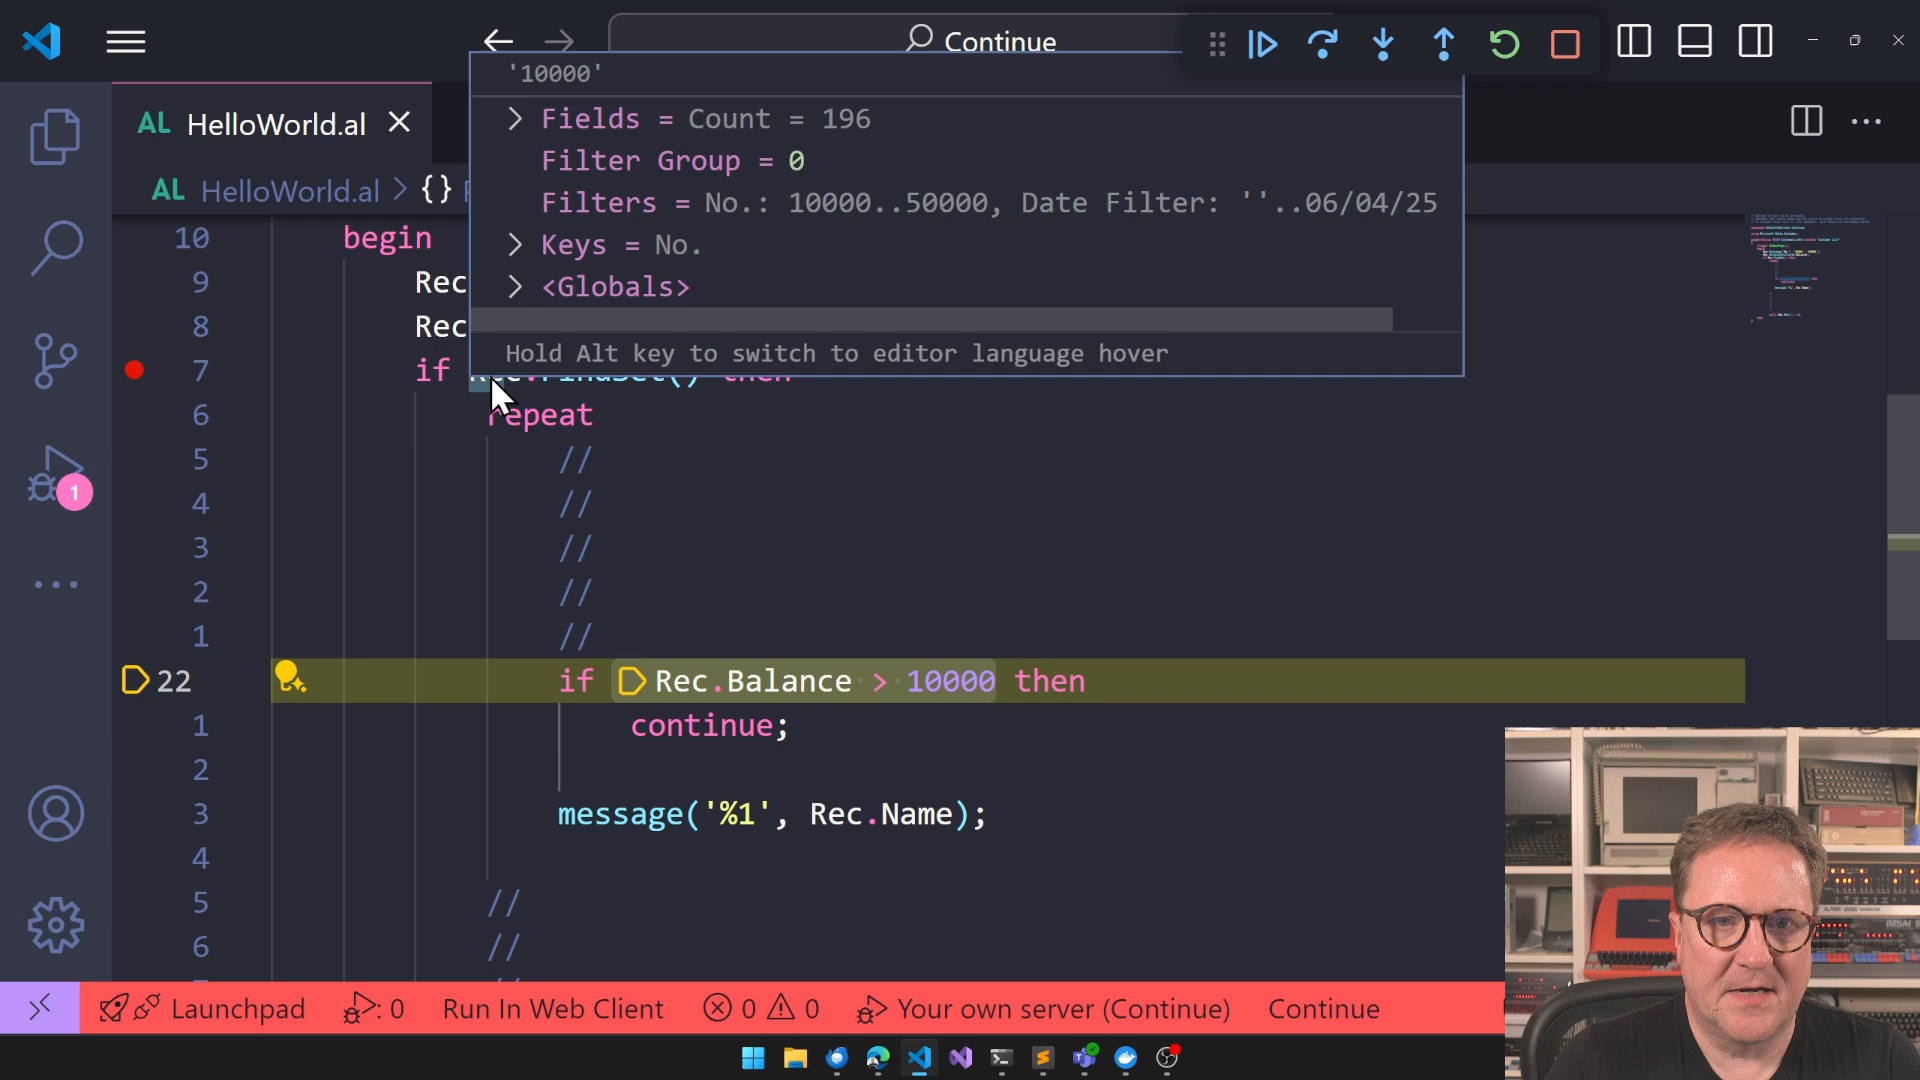 Continue
'10000'
Fields = Count = 196
Filter Group = 0
Filters = No.: 10000..50000, Date Filter: ''..06/04/25
Keys = No.
<Globals>
Hold Alt key to switch to editor language hover
AL HelloWorld.al
AL HelloWorld.al > {}
10 begin
9 Rec
8 Rec
7 if Rec.FindSet() then
6 repeat
5 //
4 //
3 //
2 //
1 //
22 if Rec.Balance > 10000 then
1 continue;
2
3 message('%1', Rec.Name);
4
5 //
6 //
1
Launchpad
: 0
Run In Web Client
0 0
Your own server (Continue)
Continue